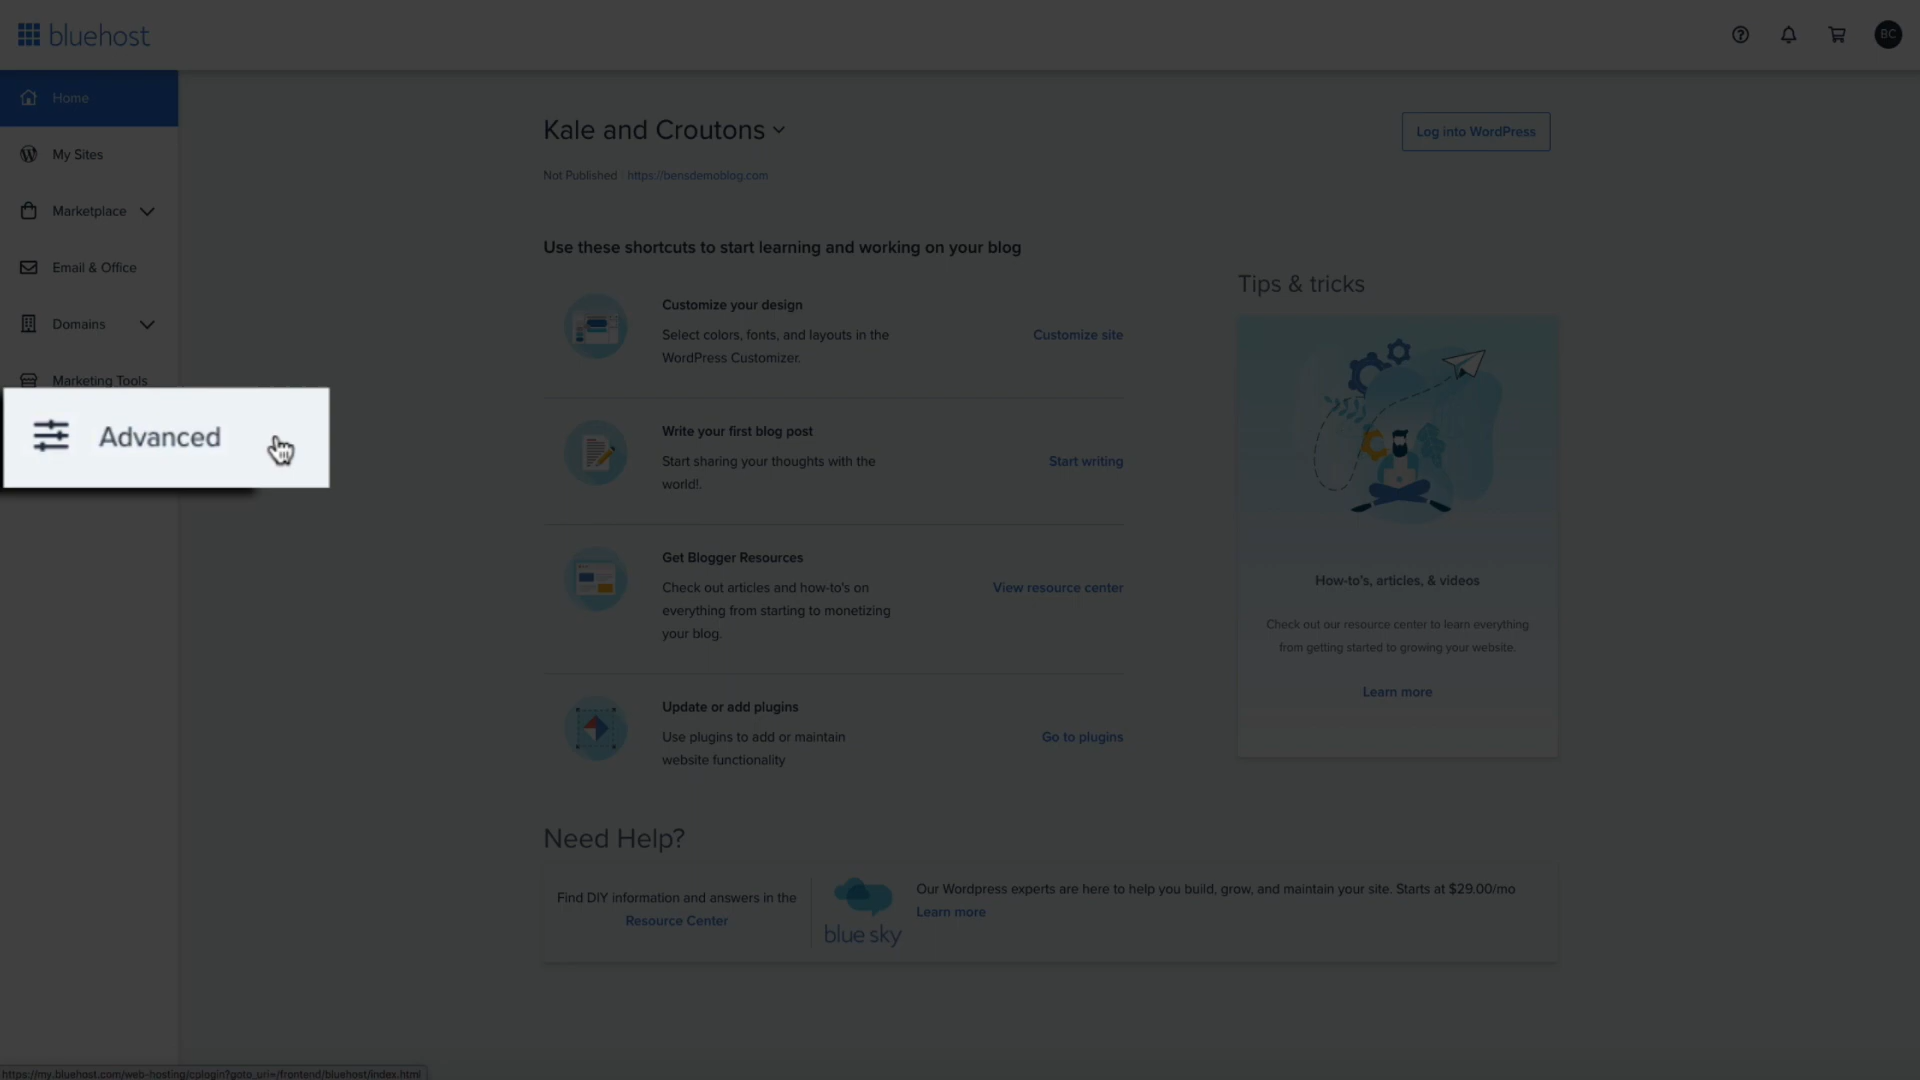 bluehost
BC
Home
My Sites
Marketplace
Email & Office
Domains
Marketing Tools
Advanced
Kale and Croutons
Log into WordPress
Not Published | https://bensdemoblog.com
Use these shortcuts to start learning and working on your blog
Customize your design
Select colors, fonts, and layouts in the
WordPress Customizer.
Customize site
Write your first blog post
Start sharing your thoughts with the
world!.
Start writing
Get Blogger Resources
Check out articles and how-to's on
everything from starting to monetizing
your blog.
View resource center
Update or add plugins
Use plugins to add or maintain
website functionality
Go to plugins
Tips & tricks
How-to's, articles, & videos
Check out our resource center to learn everything
from getting started to growing your website.
Learn more
Need Help?
Find DIY information and answers in the
Resource Center
blue sky
Our Wordpress experts are here to help you build, grow, and maintain your site. Starts at $29.00/mo
Learn more
https://my.bluehost.com/web-hosting/cplogin?goto_uri=/frontend/bluehost/index.html